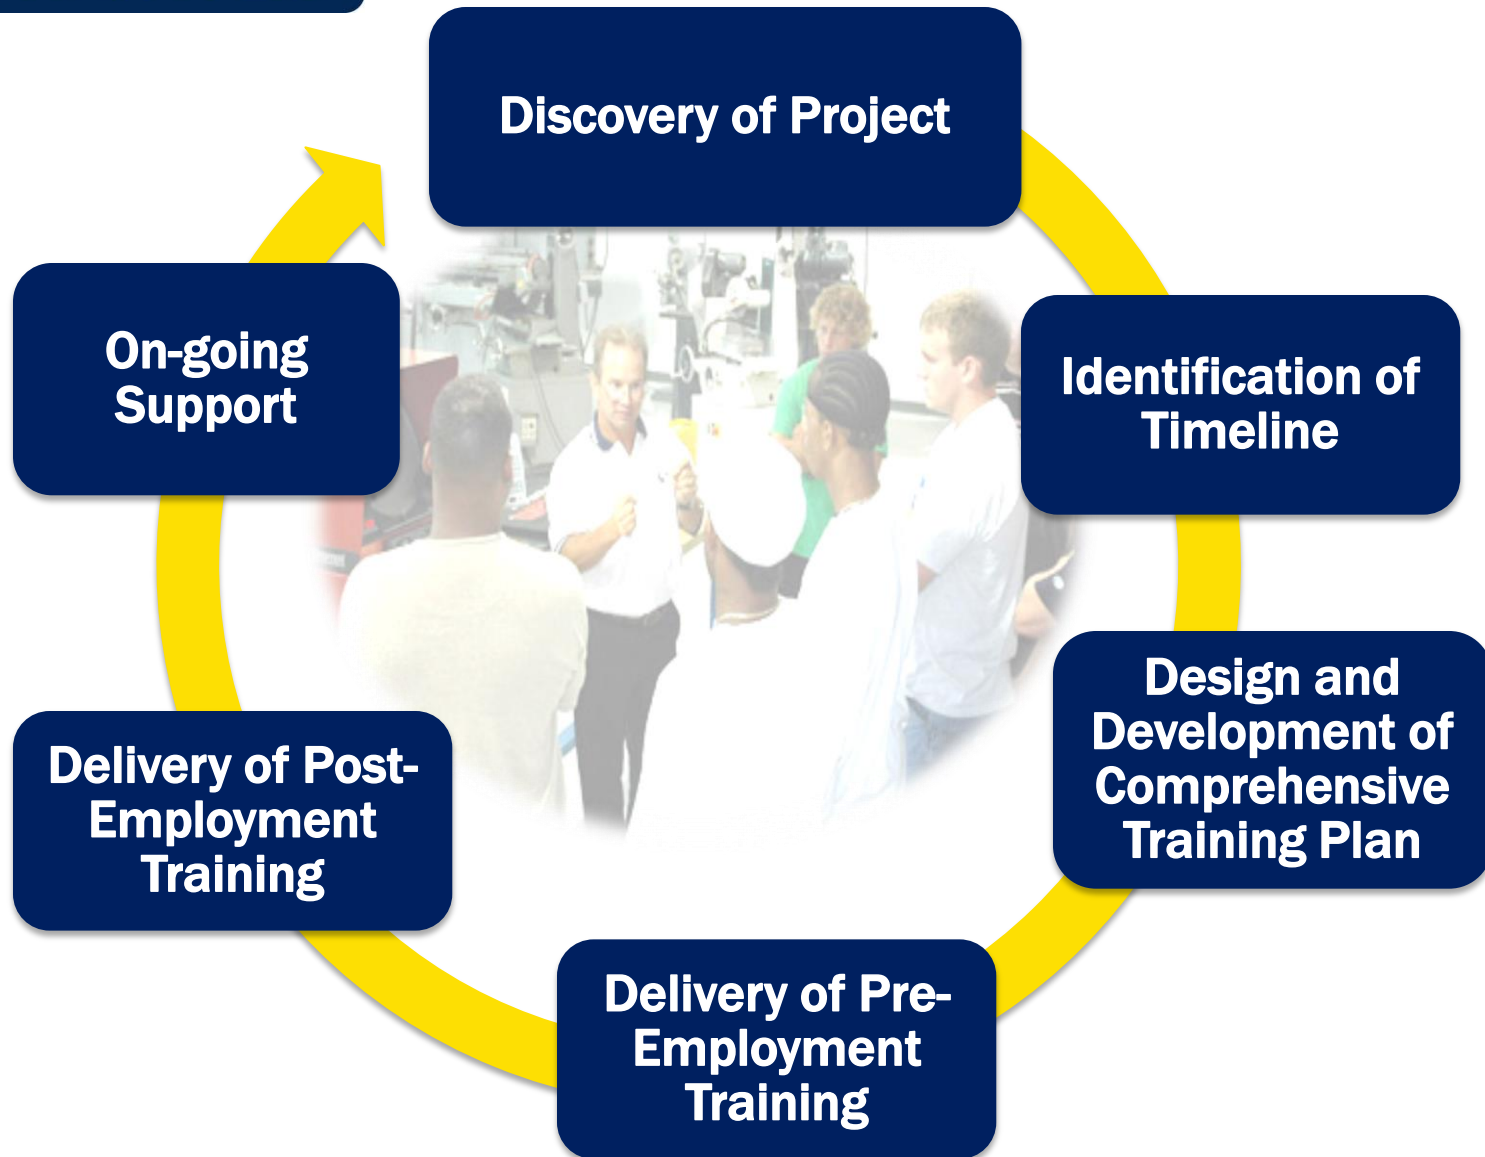 Discovery of Project
Identification of
Timeline
Design and
Development of
Comprehensive
Training Plan
Delivery of Pre-
Employment
Training
Delivery of Post-
Employment
Training
On-going
Support